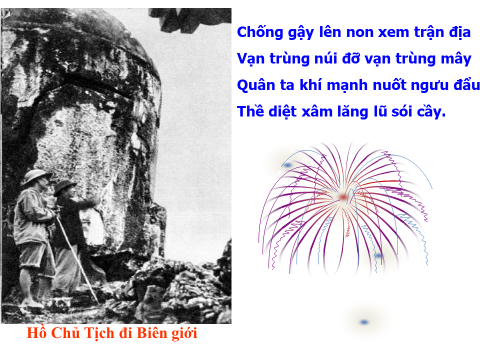 Chống gậy lên non xem trận địa
Vạn trùng núi đỡ vạn trùng mây
Quân ta khí mạnh nuốt ngưu đẩu
Thề diệt xâm lăng lũ sói cầy.
Hồ Chủ Tịch đi Biên giới